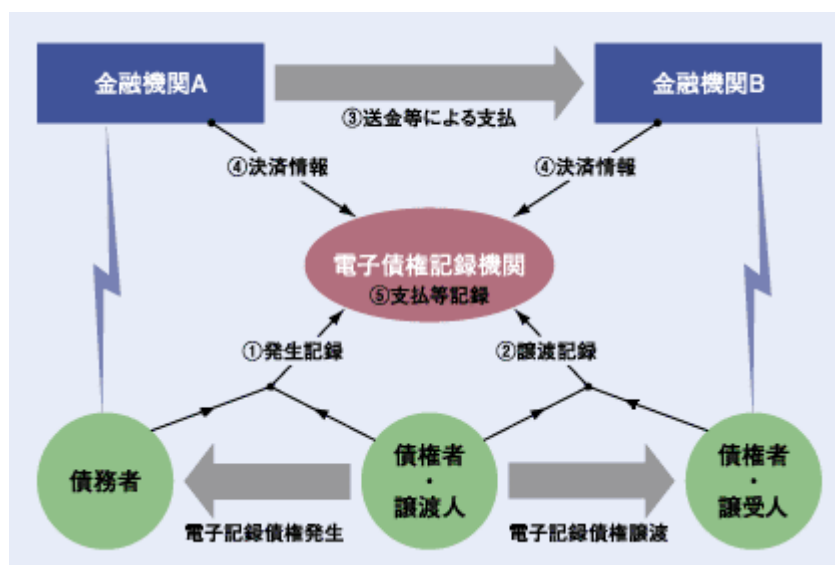 金融機関A
金融機関B
③送金等による支払
④決済情報
④決済情報
電子債権記録機関
⑤支払等記録
①発生記録
②譲渡記録
債務者
債権者
・
譲渡人
債権者
・
譲受人
電子記録債権発生
電子記録債権譲渡